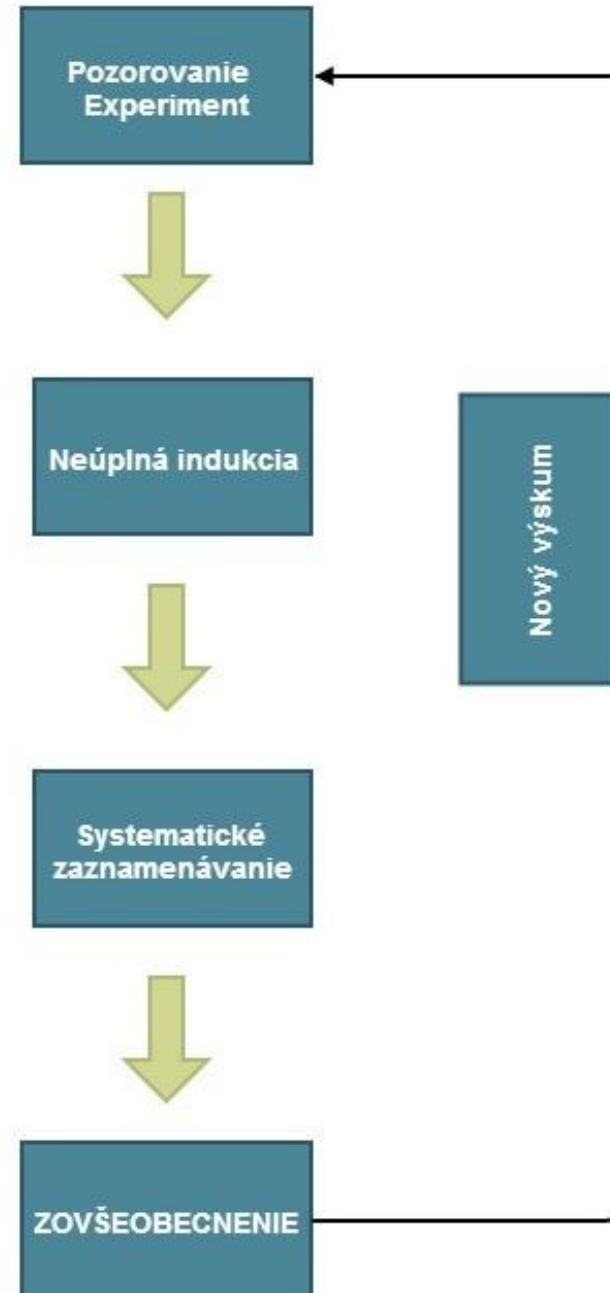 Pozorovanie
Experiment
Neúplná indukcia
Nový výskum
Systematické
zaznamenávanie
ZOVŠEOBECNENIE